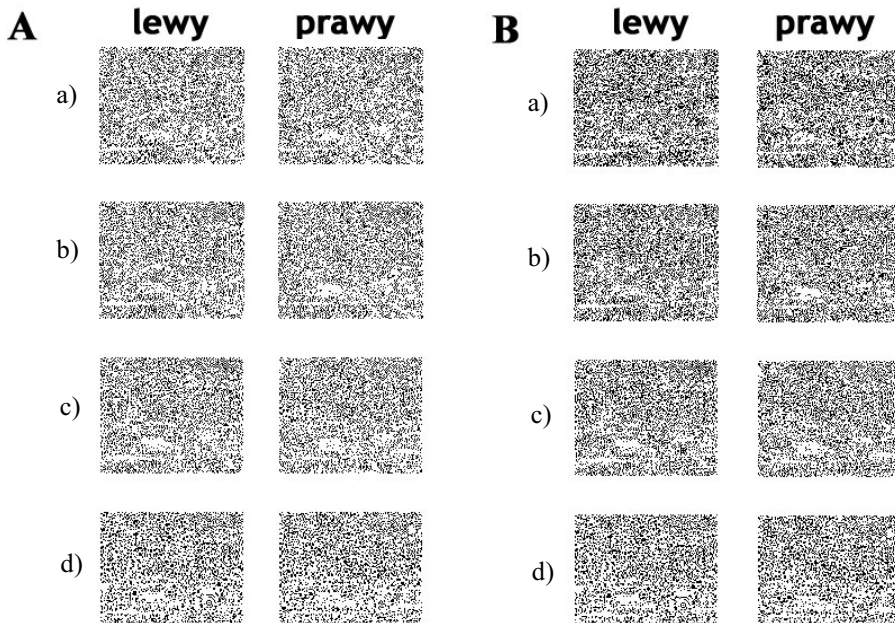 A lewy prawy B lewy prawy
a) a)
b) b)
c) c)
d) d)